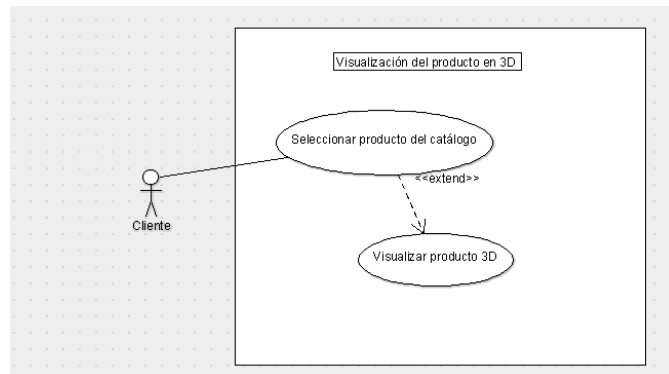 Visualización del producto en 3D
Seleccionar producto del catálogo
<<extend>>
Cliente
Visualizar producto 3D